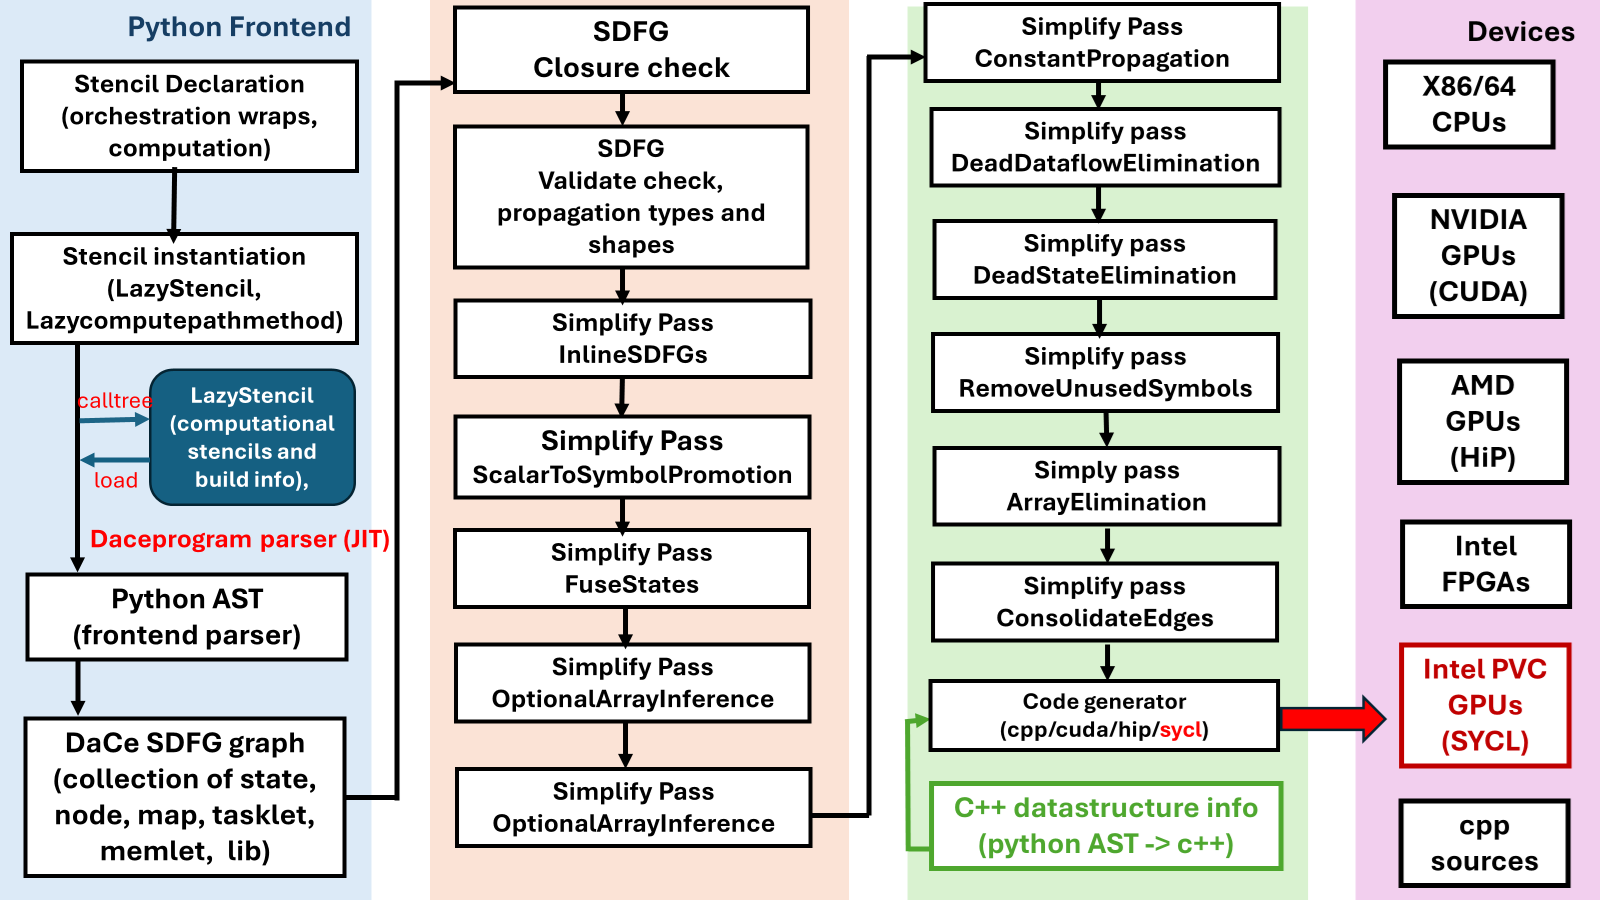 Python Frontend
Stencil Declaration
(orchestration wraps,
computation)
Stencil instantiation
(LazyStencil,
Lazycomputepathmethod)
calltree
load
LazyStencil
(computational
stencils and
build info),
Daceprogram parser (JIT)
Python AST
(frontend parser)
DaCe SDFG graph
(collection of state,
node, map, tasklet,
memlet, lib)
SDFG
Closure check
SDFG
Validate check,
propagation types and
shapes
Simplify Pass
InlineSDFGs
Simplify Pass
ScalarToSymbolPromotion
Simplify Pass
FuseStates
Simplify Pass
OptionalArrayInference
Simplify Pass
OptionalArrayInference
Simplify Pass
ConstantPropagation
Simplify pass
DeadDataflowElimination
Simplify pass
DeadStateElimination
Simplify pass
RemoveUnusedSymbols
Simply pass
ArrayElimination
Simplify pass
ConsolidateEdges
Code generator
(cpp/cuda/hip/sycl)
C++ datastructure info
(python AST -> c++)
Devices
X86/64
CPUs
NVIDIA
GPUs
(CUDA)
AMD
GPUs
(HiP)
Intel
FPGAs
Intel PVC
GPUs
(SYCL)
cpp
sources